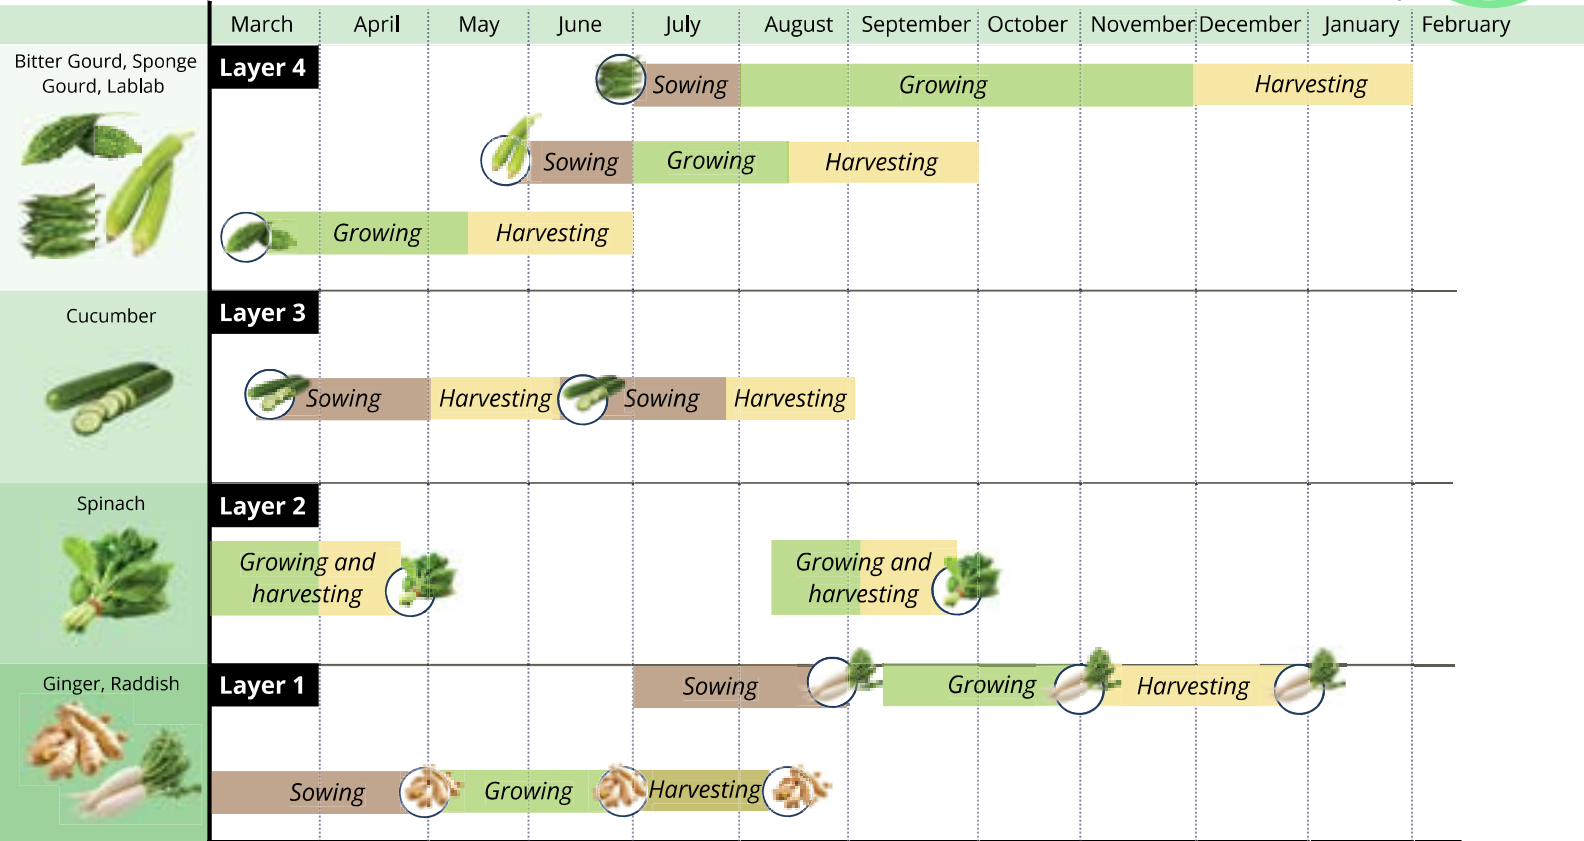 March April May June July August September October November December January February
Bitter Gourd, Sponge
Gourd, Lablab
Layer 4
Sowing Growing Harvesting
Sowing Growing Harvesting
Growing Harvesting
Cucumber
Layer 3
Sowing Harvesting Sowing Harvesting
Spinach
Layer 2
Growing and
harvesting
Growing and
harvesting
Ginger, Raddish
Layer 1
Sowing Growing Harvesting
Sowing Growing Harvesting